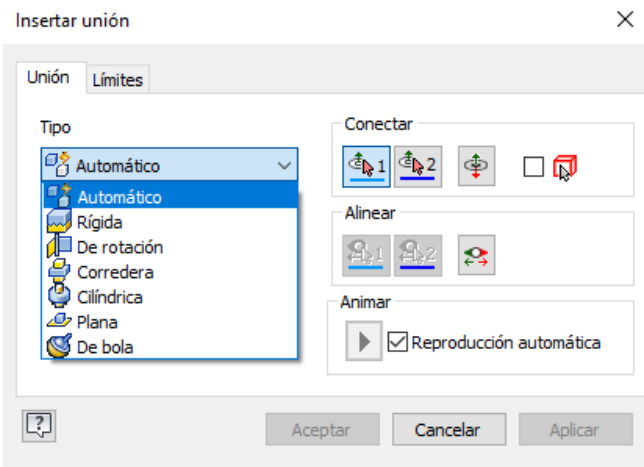 Insertar unión
Unión
Límites
Tipo
Automático
Automático
Rígida
De rotación
Corredera
Cilíndrica
Plana
De bola
Conectar
1
2
Alinear
1
2
Animar
Reproducción automática
?
Aceptar
Cancelar
Aplicar